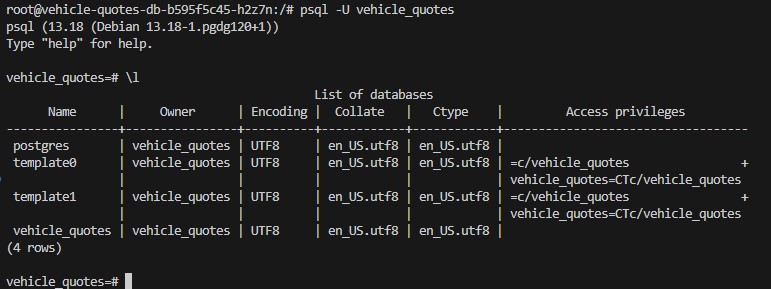 root@vehicle-quotes-db-b595f5c45-h2z7n:/# psql -U vehicle_quotes
psql (13.18 (Debian 13.18-1.pgdg120+1))
Type "help" for help.

vehicle_quotes=# \l
                                            List of databases
      Name      |     Owner      | Encoding |  Collate   |   Ctype    |         Access privileges
----------------+----------------+----------+------------+------------+-----------------------------------
 postgres       | vehicle_quotes | UTF8     | en_US.utf8 | en_US.utf8 |
 template0      | vehicle_quotes | UTF8     | en_US.utf8 | en_US.utf8 | =c/vehicle_quotes                +
                |                |          |            |            | vehicle_quotes=CTc/vehicle_quotes
 template1      | vehicle_quotes | UTF8     | en_US.utf8 | en_US.utf8 | =c/vehicle_quotes                +
                |                |          |            |            | vehicle_quotes=CTc/vehicle_quotes
 vehicle_quotes | vehicle_quotes | UTF8     | en_US.utf8 | en_US.utf8 |
(4 rows)

vehicle_quotes=#